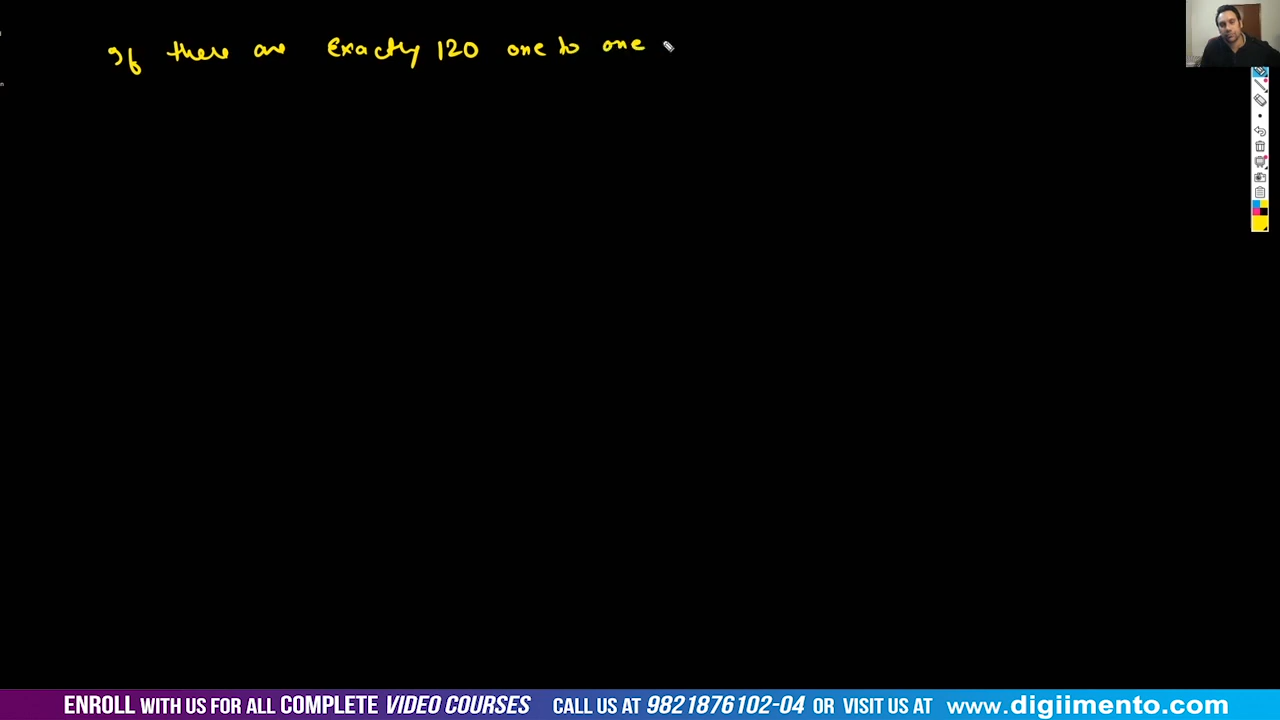 If there are Exactly 120 one to one
ENROLL WITH US FOR ALL COMPLETE VIDEO COURSES CALL US AT 9821876102-04 OR VISIT US AT www.digiimento.com